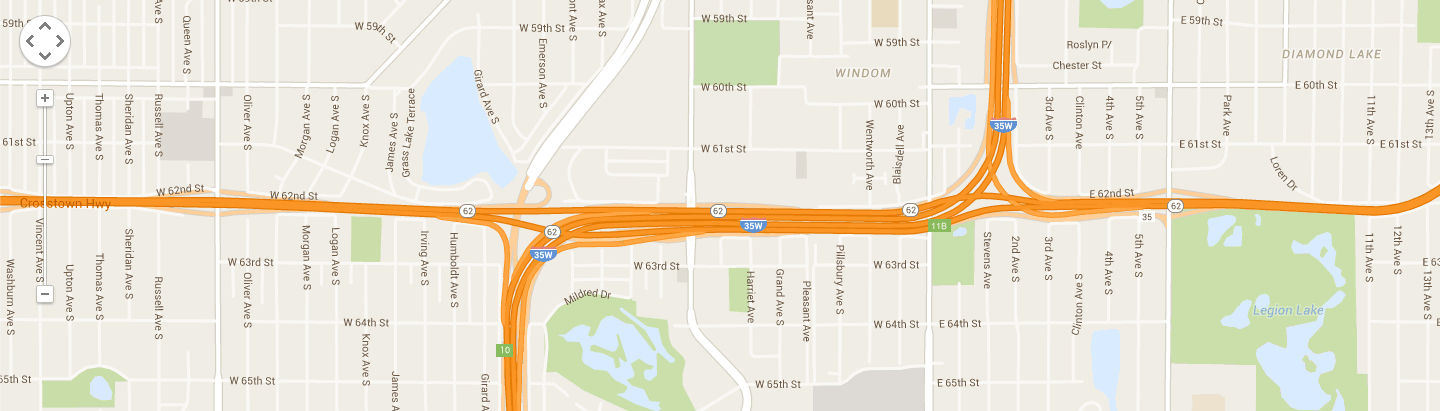 59th St
Ave S
Queen Ave S
W 59th St
W 59th St
Emerson Ave S
ont Ave S
ax Ave S
W 59th St
sant Ave
W 59th St
E 59th St
Roslyn Pl
Chester St
DIAMOND LAKE
WINDOM
W 60th St
W 60th St
E 60th St
Upton Ave S
Thomas Ave S
Sheridan Ave S
Russell Ave S
Oliver Ave S
Morgan Ave S
Logan Ave S
Knox Ave S
James Ave S
Grass Lake Terrace
Girard Ave S
Wentworth Ave
Blaisdell Ave
35W
3rd Ave S
Clinton Ave
4th Ave S
5th Ave S
Park Ave
11th Ave S
13th Ave S
61st St
W 61st St
E 61st St
E 61st St
Loren Dr
W 62nd St
W 62nd St
E 62nd St
Crosstown Hwy
62
62
62
62
62
35W
35W
11B
35
Vincent Ave S
Washburn Ave S
Upton Ave S
Thomas Ave S
Sheridan Ave S
Russell Ave S
Oliver Ave S
Morgan Ave S
Logan Ave S
Irving Ave S
Humboldt Ave S
W 63rd St
W 63rd St
W 63rd St
E 63
Mildred Dr
Harriet Ave
Grand Ave S
Pleasant Ave
Pillsbury Ave S
Stevens Ave
2nd Ave S
3rd Ave S
Clinton Ave S
4th Ave S
5th Ave S
11th Ave S
12th Ave S
13th Ave S
Legion Lake
W 64th St
W 64th St
E 64th St
10
Knox Ave S
James A
Girard A
65th St
W 65th St
W 65th St
E 65th St